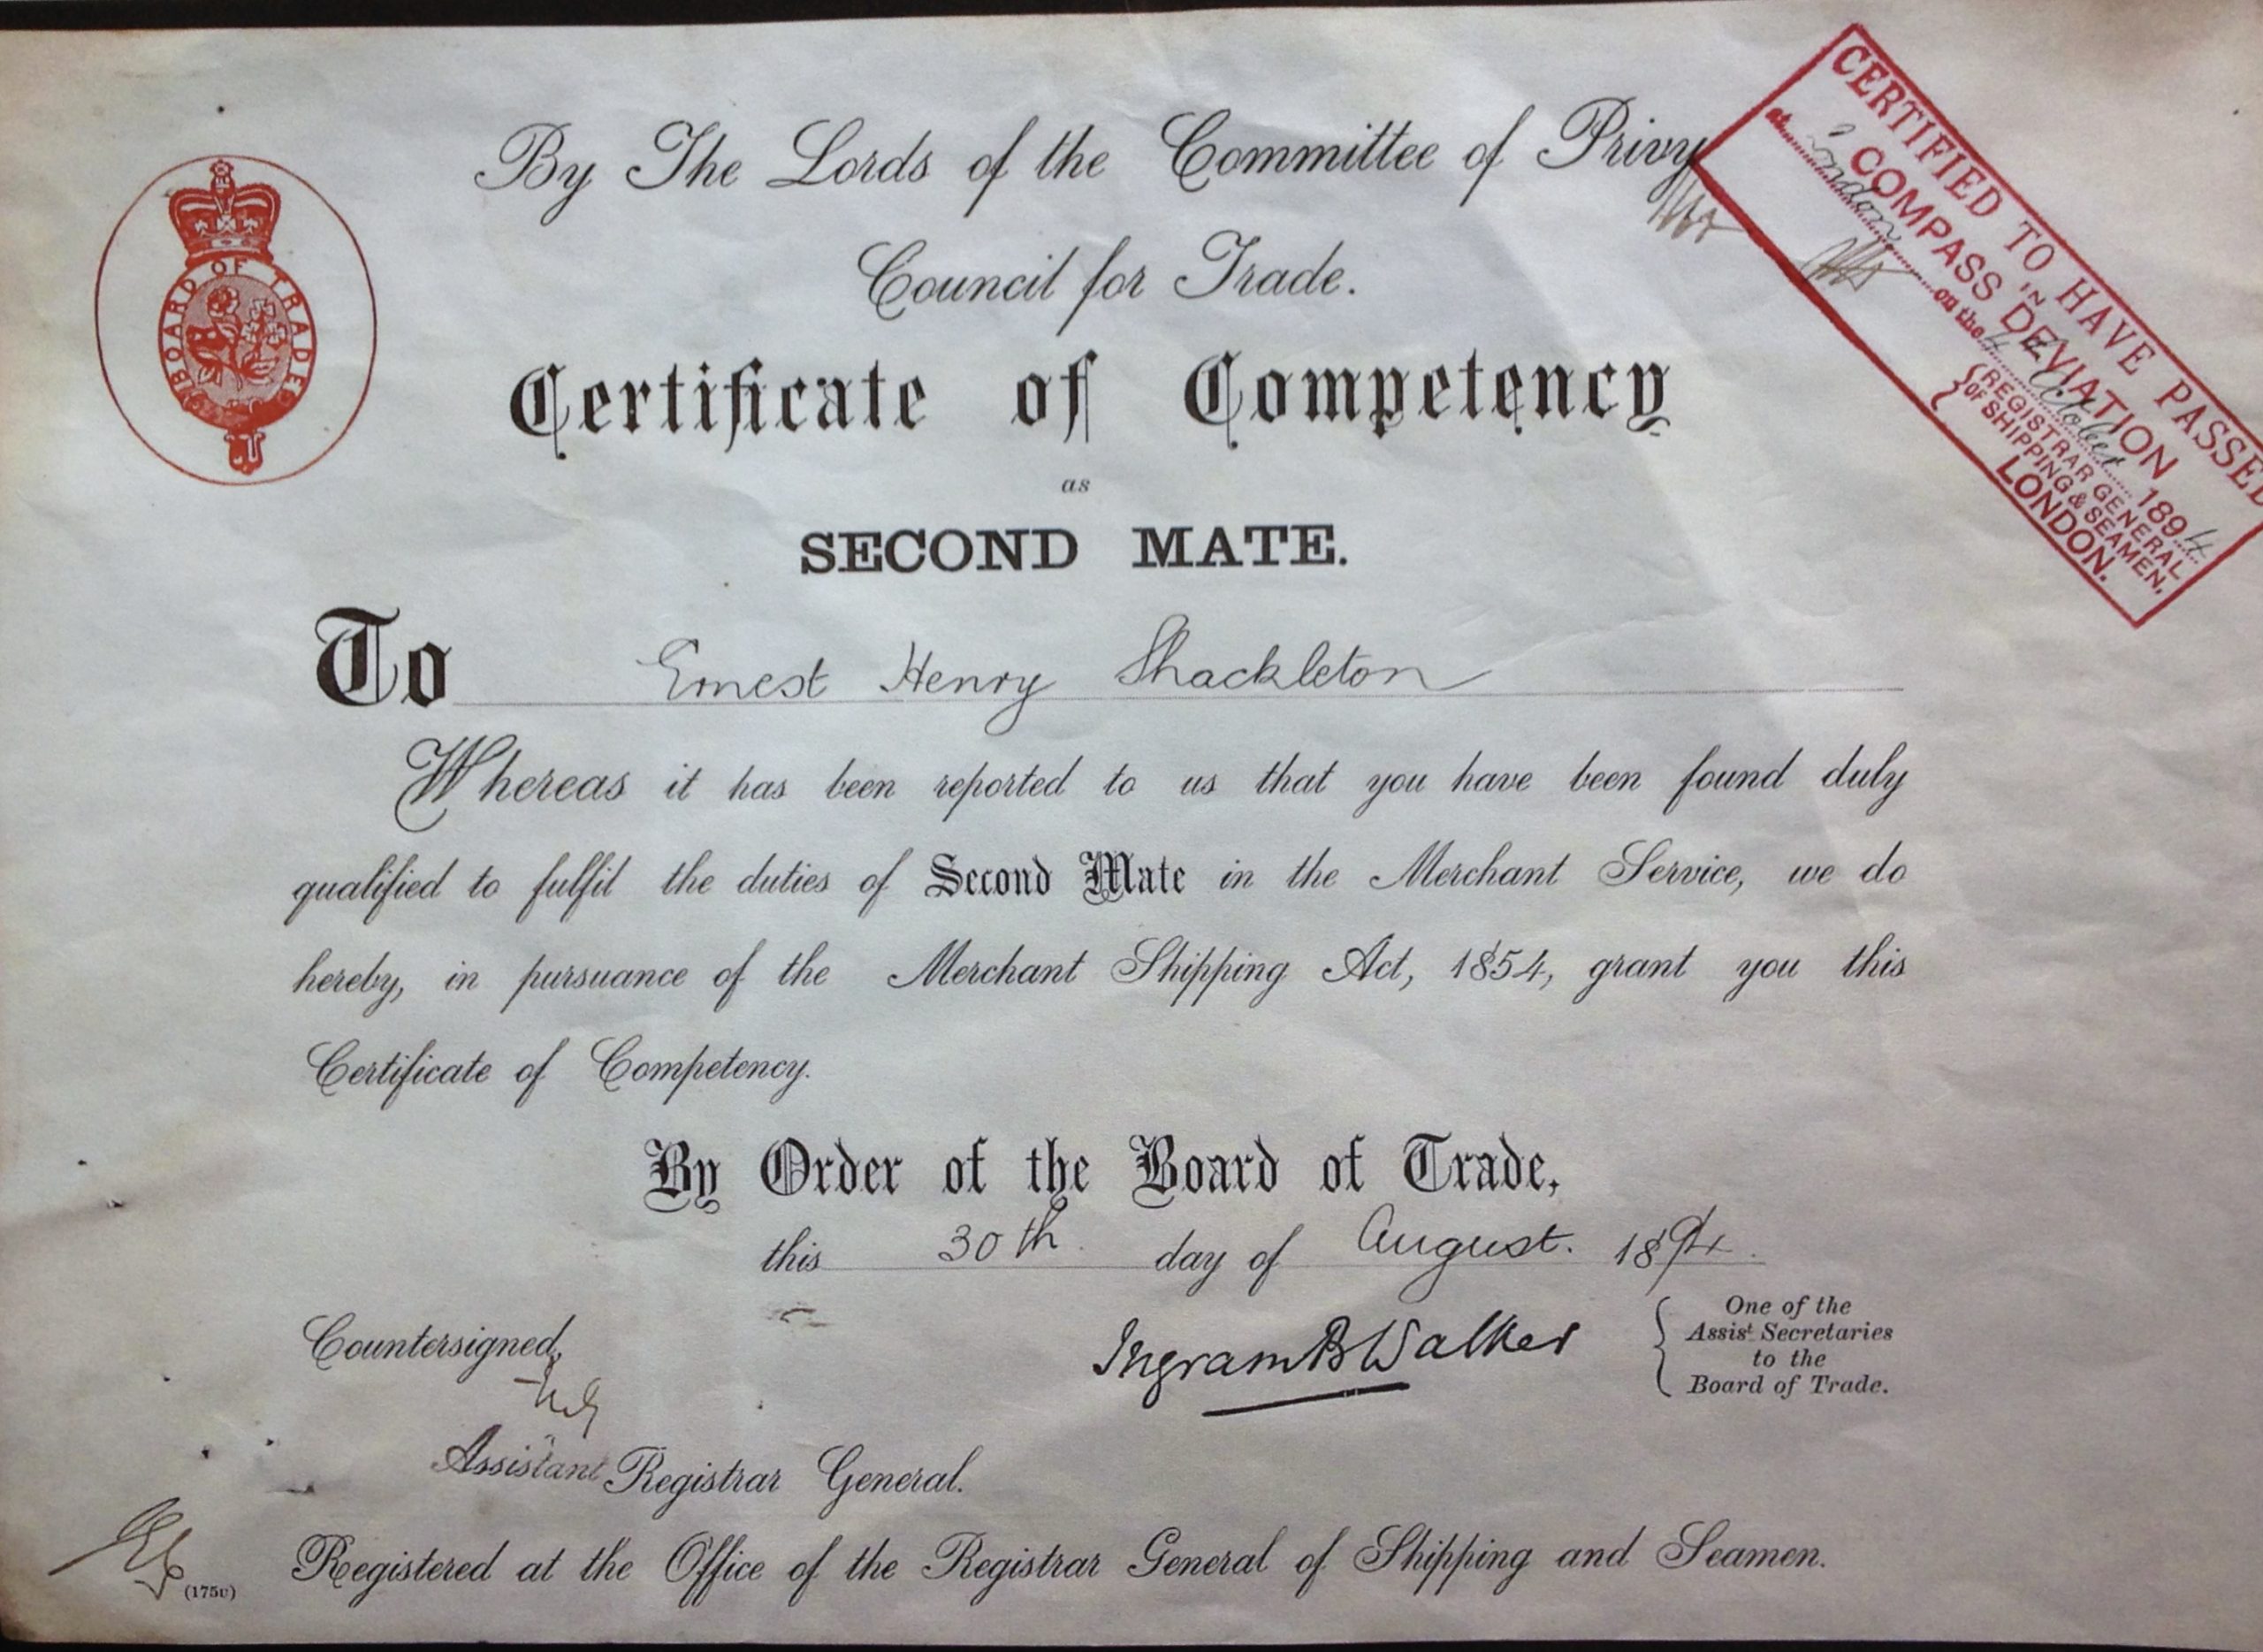 By The Lords of the Committee of Privy
Council for Trade.
BOARD OF TRADE
CERTIFIED TO HAVE PASSED
IN
COMPASS DEVIATION
at London on the October 1894
{REGISTRAR GENERAL
OF SHIPPING & SEAMEN,
LONDON.
Certificate of Competency
as
SECOND MATE.
To Ernest Henry Shackleton
Whereas it has been reported to us that you have been found duly
qualified to fulfil the duties of Second Mate in the Merchant Service, we do
hereby, in pursuance of the Merchant Shipping Act, 1854, grant you this
Certificate of Competency.
By Order of the Board of Trade,
this 30th day of August. 1894.
Countersigned,
Ingram B Walker
One of the
Assist Secretaries
to the
Board of Trade.
Assistant Registrar General.
Registered at the Office of the Registrar General of Shipping and Seamen.